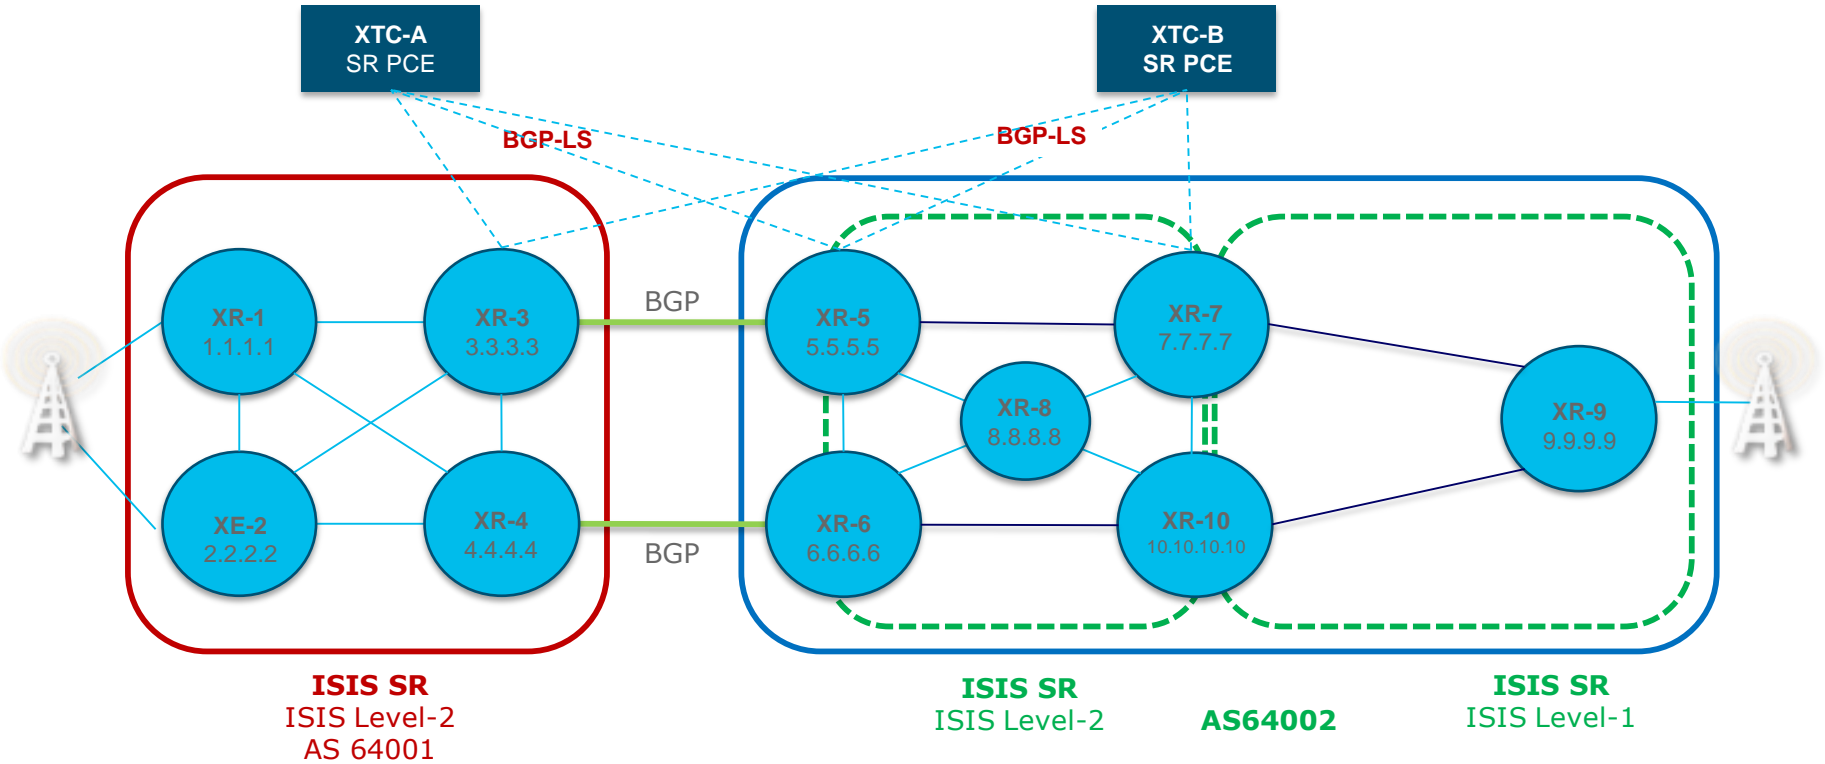 XTC-A
SR PCE
XTC-B
SR PCE
BGP-LS
BGP-LS
BGP
XR-1
1.1.1.1
XR-3
3.3.3.3
XR-5
5.5.5.5
XR-7
7.7.7.7
XR-8
8.8.8.8
XR-9
9.9.9.9
XE-2
2.2.2.2
XR-4
4.4.4.4
BGP
XR-6
6.6.6.6
XR-10
10.10.10.10
ISIS SR
ISIS Level-2
AS 64001
ISIS SR
ISIS Level-2
AS64002
ISIS SR
ISIS Level-1